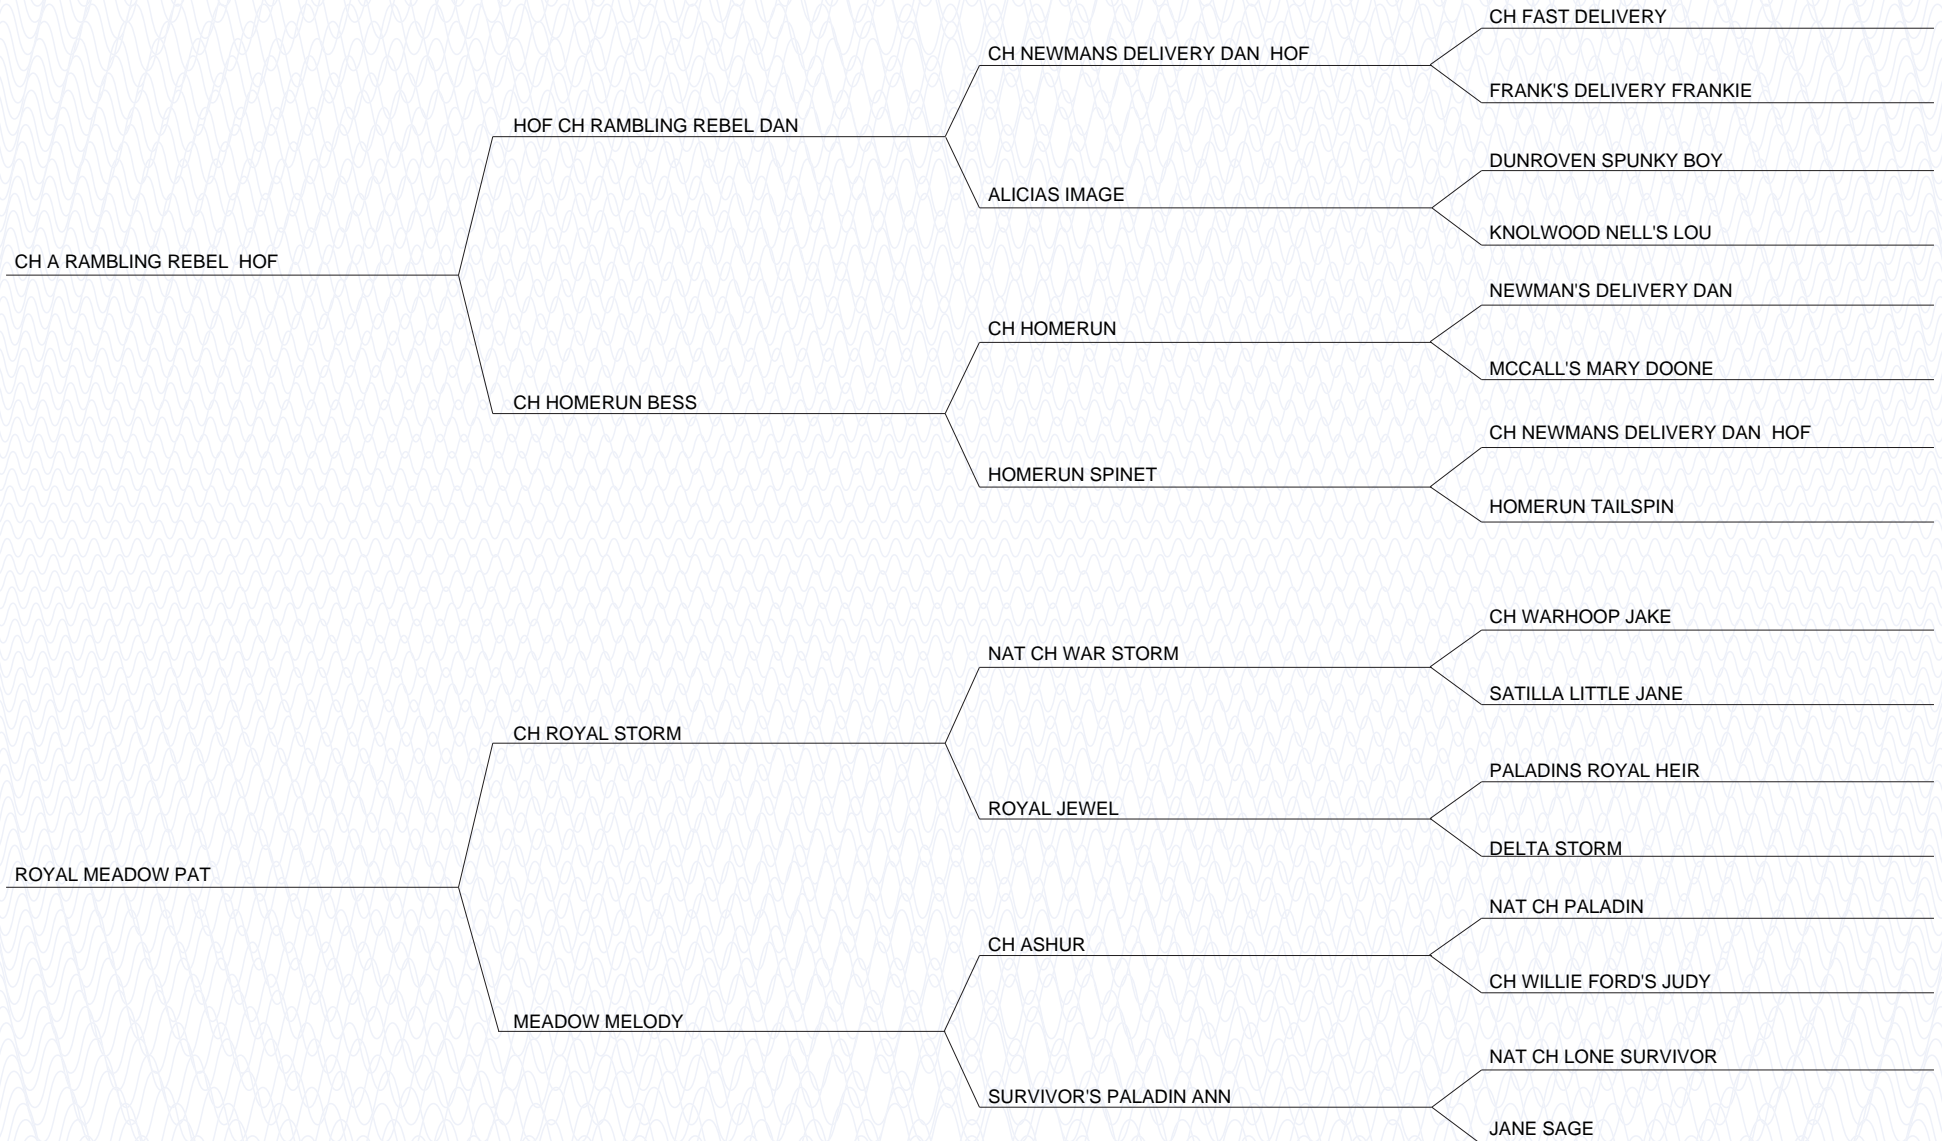 CH FAST DELIVERY
CH NEWMANS DELIVERY DAN  HOF
FRANK'S DELIVERY FRANKIE
HOF CH RAMBLING REBEL DAN
DUNROVEN SPUNKY BOY
ALICIAS IMAGE
KNOLWOOD NELL'S LOU
CH A RAMBLING REBEL  HOF
NEWMAN'S DELIVERY DAN
CH HOMERUN
MCCALL'S MARY DOONE
CH HOMERUN BESS
CH NEWMANS DELIVERY DAN  HOF
HOMERUN SPINET
HOMERUN TAILSPIN
CH WARHOOP JAKE
NAT CH WAR STORM
SATILLA LITTLE JANE
CH ROYAL STORM
PALADINS ROYAL HEIR
ROYAL JEWEL
DELTA STORM
ROYAL MEADOW PAT
NAT CH PALADIN
CH ASHUR
CH WILLIE FORD'S JUDY
MEADOW MELODY
NAT CH LONE SURVIVOR
SURVIVOR'S PALADIN ANN
JANE SAGE